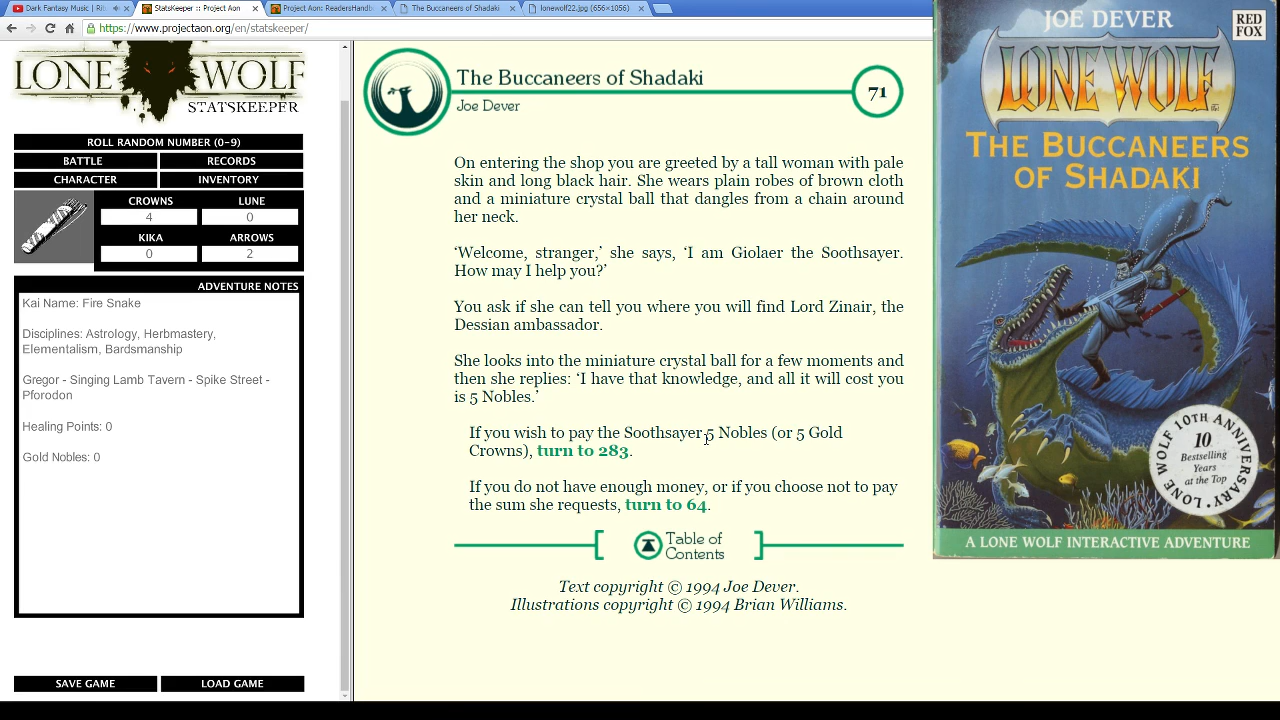 Dark Fantasy Music | Rile
StatsKeeper :: Project Aon
Project Aon: ReadersHandb
The Buccaneers of Shadaki
lonewolf22.jpg (656×1056)
https://www.projectaon.org/en/statskeeper/
LONE WOLF
STATSKEEPER
ROLL RANDOM NUMBER (0-9)
BATTLE RECORDS
CHARACTER INVENTORY
CROWNS LUNE
4 0
KIKA ARROWS
0 2
ADVENTURE NOTES
Kai Name: Fire Snake
Disciplines: Astrology, Herbmastery,
Elementalism, Bardsmanship
Gregor - Singing Lamb Tavern - Spike Street -
Pforodon
Healing Points: 0
Gold Nobles: 0
SAVE GAME LOAD GAME
The Buccaneers of Shadaki
Joe Dever
71
On entering the shop you are greeted by a tall woman with pale
skin and long black hair. She wears plain robes of brown cloth
and a miniature crystal ball that dangles from a chain around
her neck.
‘Welcome, stranger,’ she says, ‘I am Giolaer the Soothsayer.
How may I help you?’
You ask if she can tell you where you will find Lord Zinair, the
Dessian ambassador.
She looks into the miniature crystal ball for a few moments and
then she replies: ‘I have that knowledge, and all it will cost you
is 5 Nobles.’
If you wish to pay the Soothsayer 5 Nobles (or 5 Gold
Crowns), turn to 283.
If you do not have enough money, or if you choose not to pay
the sum she requests, turn to 64.
Table of
Contents
Text copyright © 1994 Joe Dever.
Illustrations copyright © 1994 Brian Williams.
JOE DEVER
RED
FOX
LONE WOLF
THE BUCCANEERS
OF SHADAKI
LONE WOLF 10TH ANNIVERSARY
10
Bestselling
Years
at the Top
A LONE WOLF INTERACTIVE ADVENTURE